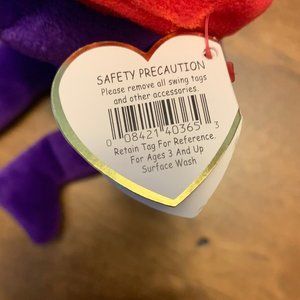 SAFETY PRECAUTION
Please remove all swing tags
and other accessories.
0 08421 40365 3
Retain Tag For Reference.
For Ages 3 And Up
Surface Wash